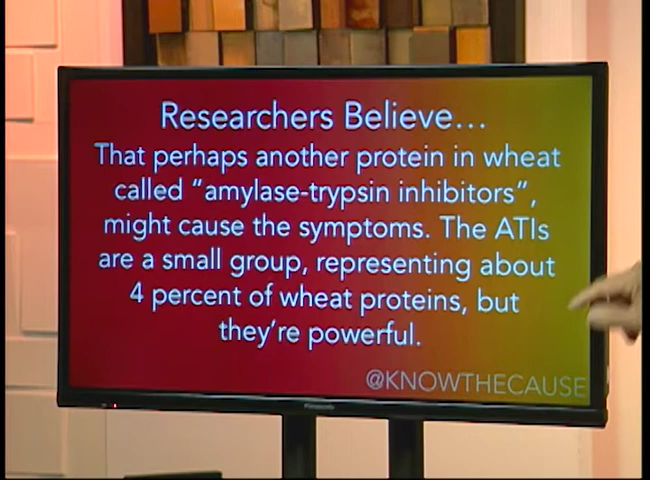 Researchers Believe...
That perhaps another protein in wheat
called "amylase-trypsin inhibitors",
might cause the symptoms. The ATIs
are a small group, representing about
4 percent of wheat proteins, but
they're powerful.
@KNOWTHECAUSE
Panasonic